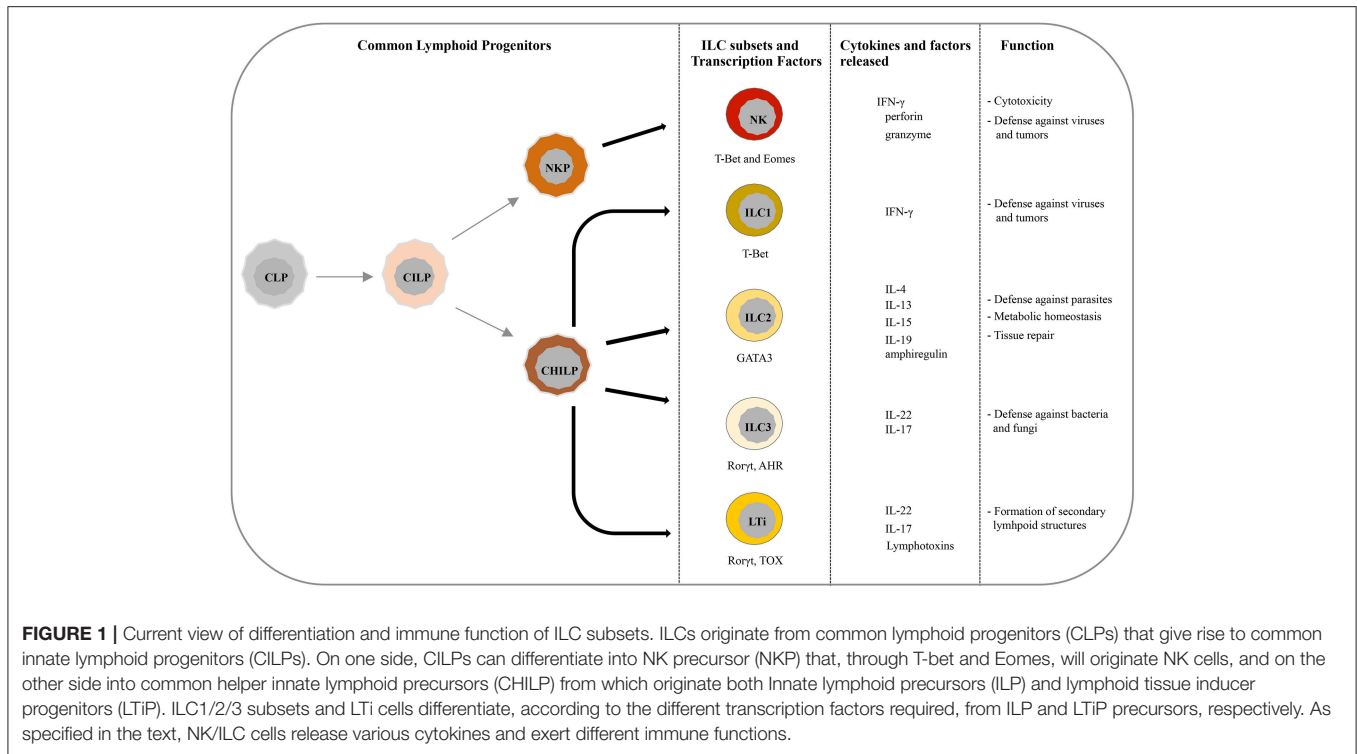 Common Lymphoid Progenitors
ILC subsets and
Transcription Factors
Cytokines and factors
released
Function
CLP
CILP
NKP
CHILP
NK
T-Bet and Eomes
IFN-γ
perforin
granzyme
- Cytotoxicity
- Defense against viruses
and tumors
ILC1
T-Bet
IFN-γ
- Defense against viruses
and tumors
ILC2
GATA3
IL-4
IL-13
IL-15
IL-19
amphiregulin
- Defense against parasites
- Metabolic homeostasis
- Tissue repair
ILC3
Rorγt, AHR
IL-22
IL-17
- Defense against bacteria
and fungi
LTi
Rorγt, TOX
IL-22
IL-17
Lymphotoxins
- Formation of secondary
lymhpoid structures
FIGURE 1 | Current view of differentiation and immune function of ILC subsets. ILCs originate from common lymphoid progenitors (CLPs) that give rise to common
innate lymphoid progenitors (CILPs). On one side, CILPs can differentiate into NK precursor (NKP) that, through T-bet and Eomes, will originate NK cells, and on the
other side into common helper innate lymphoid precursors (CHILP) from which originate both Innate lymphoid precursors (ILP) and lymphoid tissue inducer
progenitors (LTiP). ILC1/2/3 subsets and LTi cells differentiate, according to the different transcription factors required, from ILP and LTiP precursors, respectively. As
specified in the text, NK/ILC cells release various cytokines and exert different immune functions.